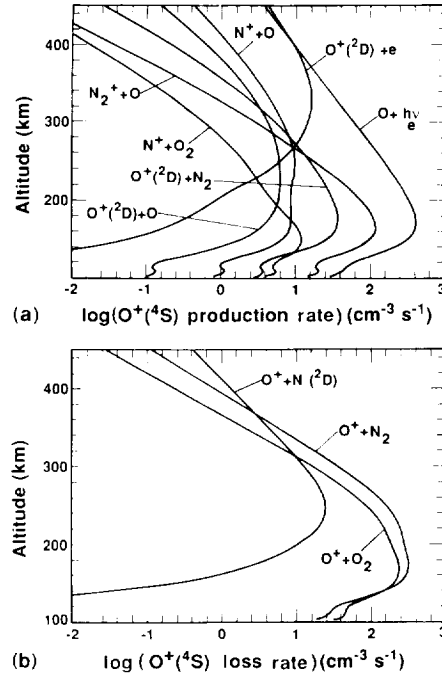 400
300
200
100
Altitude (km)
N⁺+O
O⁺(²D) +e
N₂⁺+O
O+ hν
e
N⁺+O₂
O⁺(²D)+N₂
O⁺(²D)+O
-2 -1 0 1 2 3
(a) log(O⁺(⁴S) production rate)(cm⁻³ s⁻¹)
400
300
200
100
Altitude (km)
O⁺+N (²D)
O⁺+N₂
O⁺+O₂
-2 -1 0 1 2 3
(b) log (O⁺(⁴S) loss rate)(cm⁻³ s⁻¹)